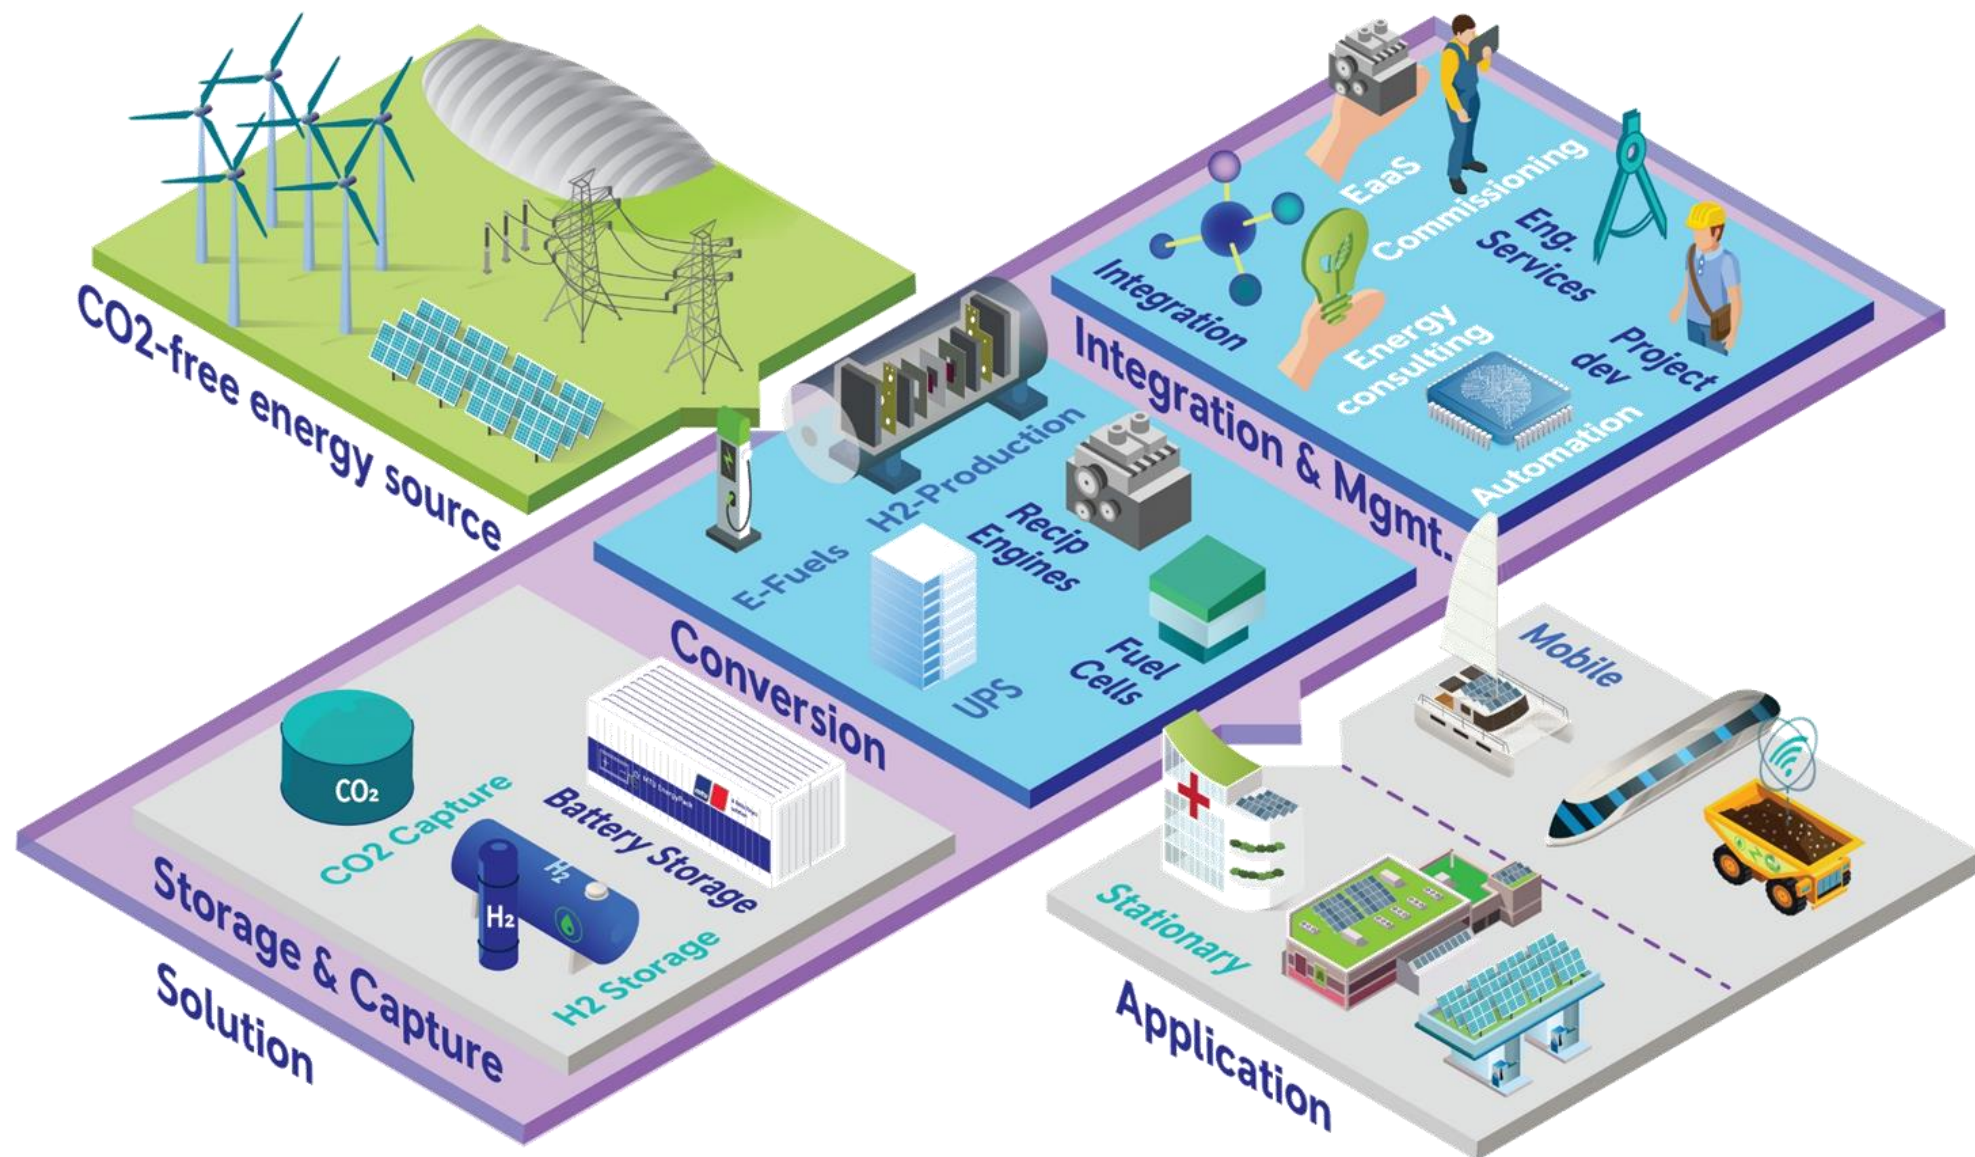 CO2-free energy source
EaaS
Commissioning
Eng.
Services
Integration
Energy
consulting
Project
dev
Automation
Integration & Mgmt.
H2-Production
Recip
Engines
E-Fuels
UPS
Fuel
Cells
Conversion
CO₂
CO2 Capture
Battery Storage
H₂
H₂
H2 Storage
Storage & Capture
Solution
Mobile
Stationary
Application